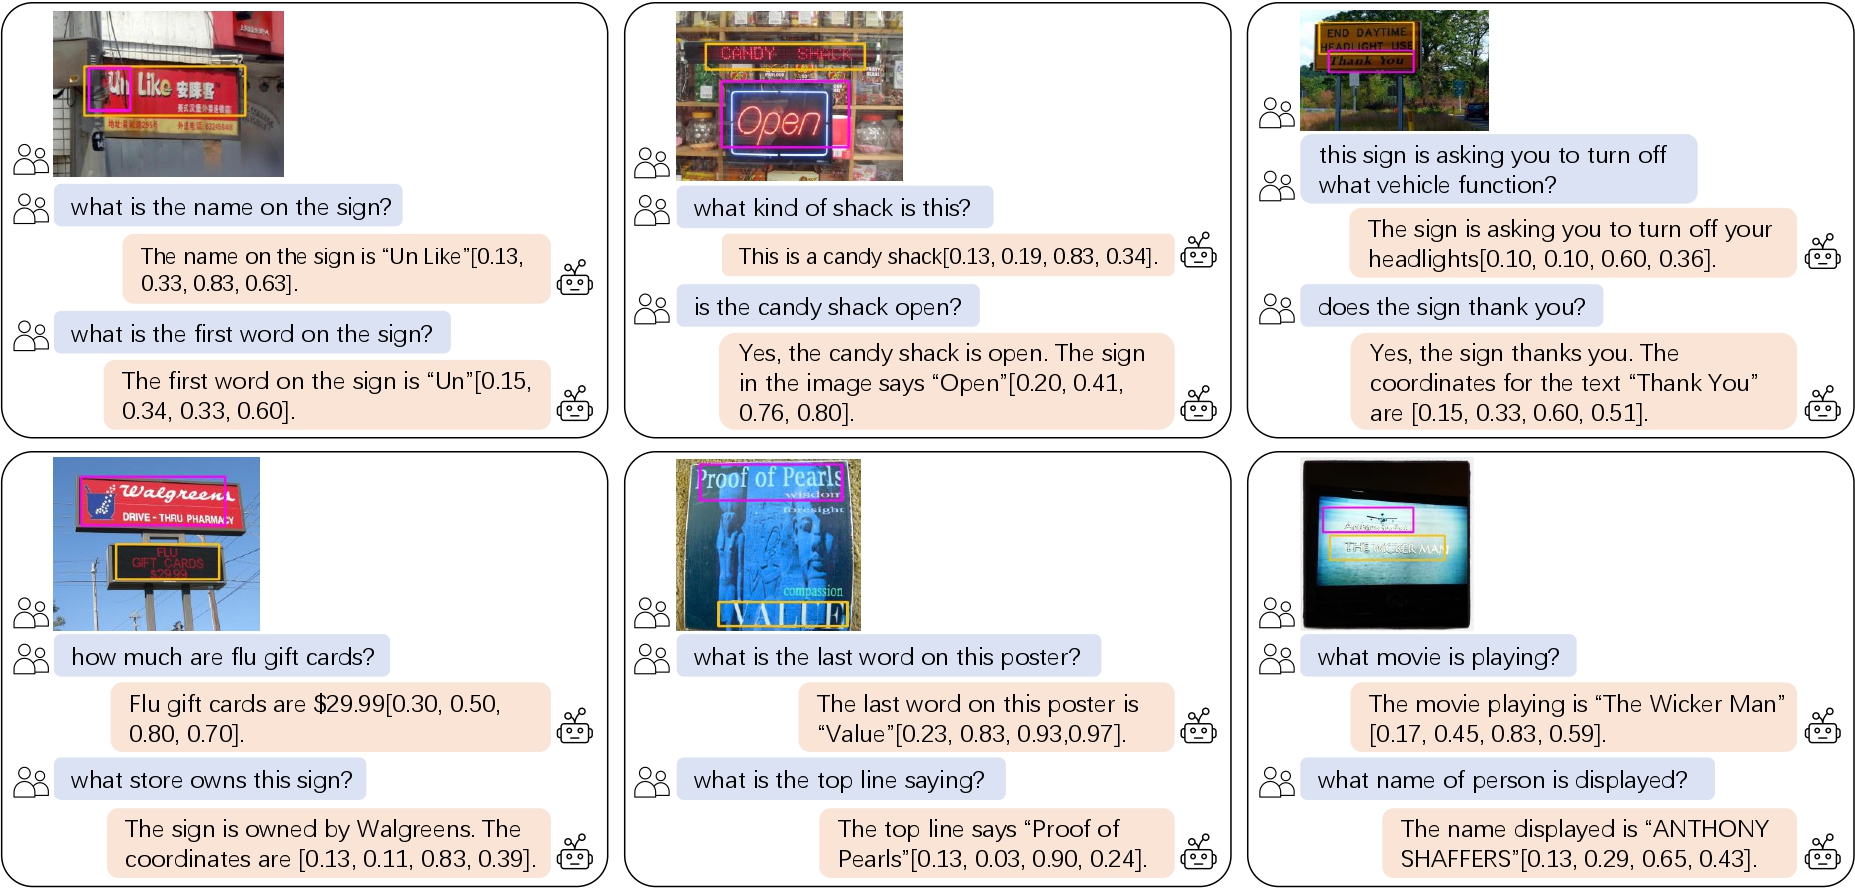 Un Like 安眯客
美式汉堡外卖连锁店
what is the name on the sign?
The name on the sign is “Un Like”[0.13,
0.33, 0.83, 0.63].
what is the first word on the sign?
The first word on the sign is “Un”[0.15,
0.34, 0.33, 0.60].
CANDY SHACK
Open
what kind of shack is this?
This is a candy shack[0.13, 0.19, 0.83, 0.34].
is the candy shack open?
Yes, the candy shack is open. The sign
in the image says “Open”[0.20, 0.41,
0.76, 0.80].
END DAYTIME
HEADLIGHT USE
Thank You
this sign is asking you to turn off
what vehicle function?
The sign is asking you to turn off your
headlights[0.10, 0.10, 0.60, 0.36].
does the sign thank you?
Yes, the sign thanks you. The
coordinates for the text “Thank You”
are [0.15, 0.33, 0.60, 0.51].
Walgreens
DRIVE - THRU PHARMACY
FLU
GIFT CARDS
$29.99
how much are flu gift cards?
Flu gift cards are $29.99[0.30, 0.50,
0.80, 0.70].
what store owns this sign?
The sign is owned by Walgreens. The
coordinates are [0.13, 0.11, 0.83, 0.39].
Proof of Pearls
wisdom
foresight
compassion
VALUE
what is the last word on this poster?
The last word on this poster is
“Value”[0.23, 0.83, 0.93,0.97].
what is the top line saying?
The top line says “Proof of
Pearls”[0.13, 0.03, 0.90, 0.24].
THE WICKER MAN
what movie is playing?
The movie playing is “The Wicker Man”
[0.17, 0.45, 0.83, 0.59].
what name of person is displayed?
The name displayed is “ANTHONY
SHAFFERS”[0.13, 0.29, 0.65, 0.43].